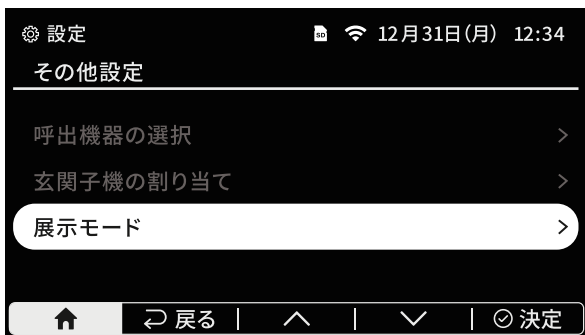 設定 SD 12月31日(月) 12:34
その他設定
呼出機器の選択
玄関子機の割り当て
展示モード
戻る 決定